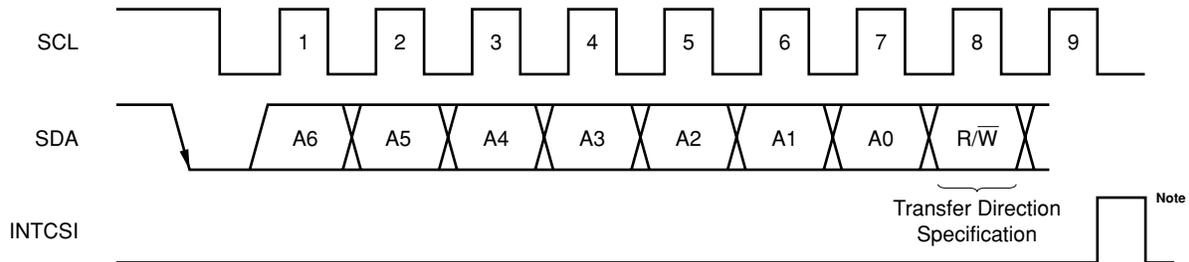 SCL 1 2 3 4 5 6 7 8 9
SDA A6 A5 A4 A3 A2 A1 A0 R/W̅
Transfer Direction
Specification
Note
INTCSI